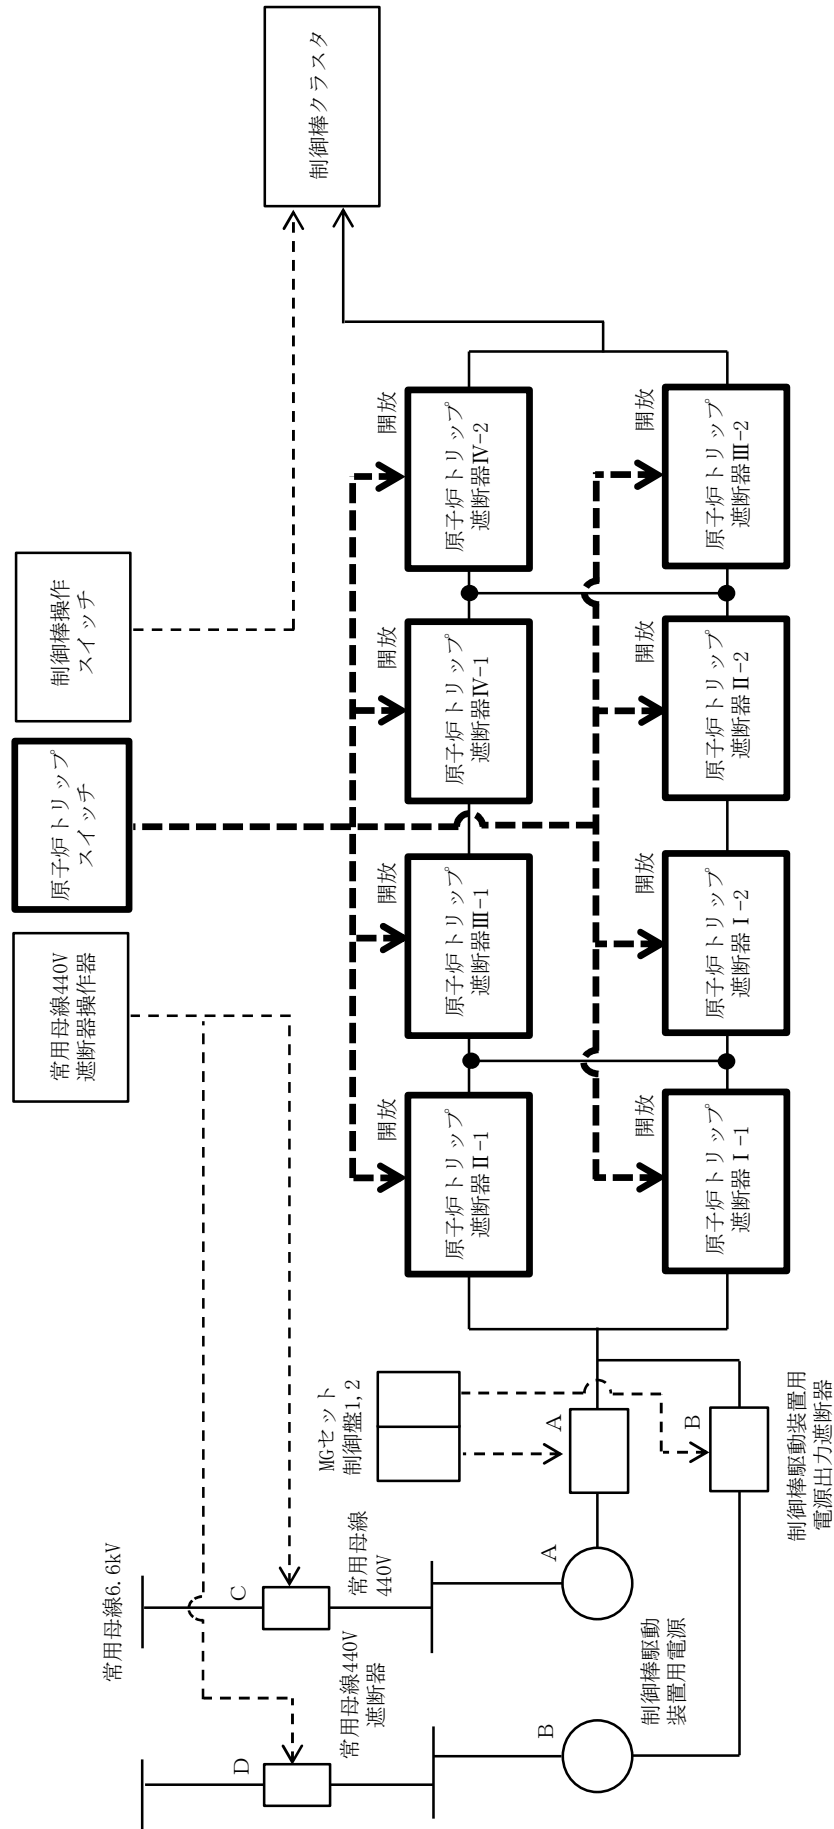 常用母線440V
遮断器操作器
原子炉トリップ
スイッチ
制御棒操作
スイッチ
制御棒クラスタ
常用母線6.6kV
D
C
常用母線440V
遮断器
常用母線
440V
MGセット
制御盤1,2
B
A
制御棒駆動
装置用電源
A
B
制御棒駆動装置用
電源出力遮断器
開放
原子炉トリップ
遮断器Ⅱ-1
開放
原子炉トリップ
遮断器Ⅲ-1
開放
原子炉トリップ
遮断器Ⅳ-1
開放
原子炉トリップ
遮断器Ⅳ-2
開放
原子炉トリップ
遮断器Ⅰ-1
開放
原子炉トリップ
遮断器Ⅰ-2
開放
原子炉トリップ
遮断器Ⅱ-2
開放
原子炉トリップ
遮断器Ⅲ-2